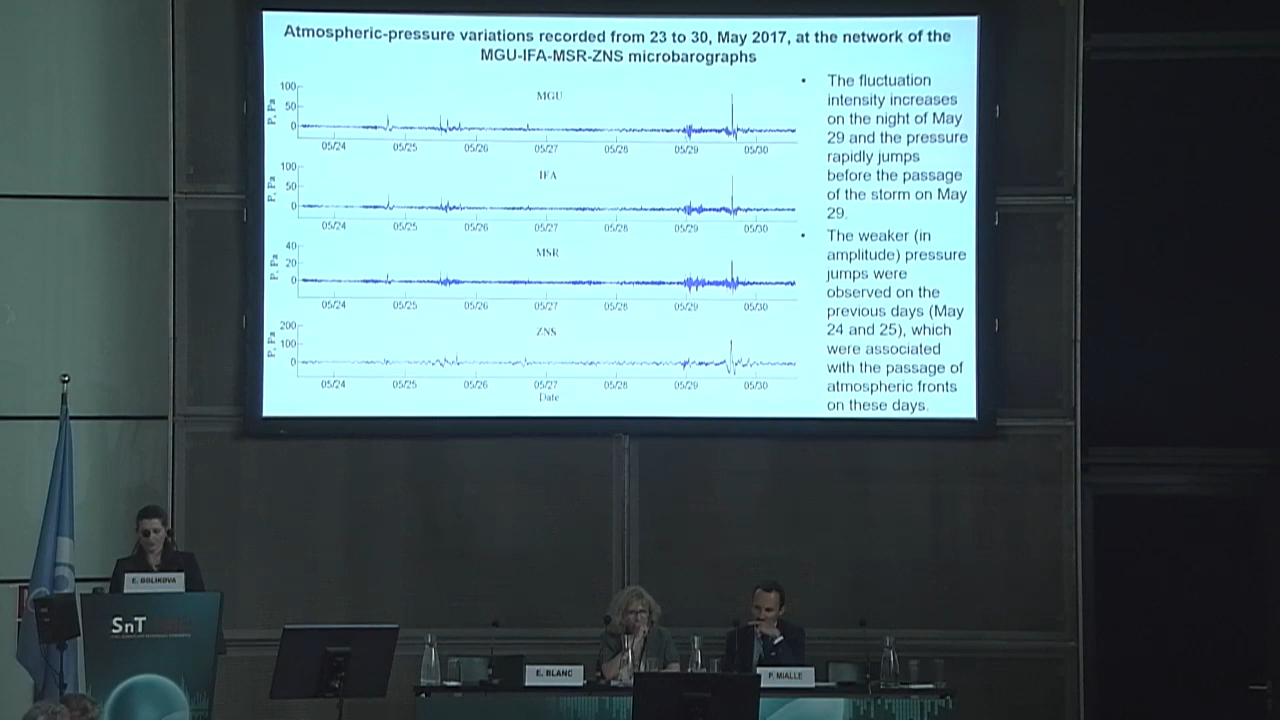 Atmospheric-pressure variations recorded from 23 to 30, May 2017, at the network of the
MGU-IFA-MSR-ZNS microbarographs
P, Pa
100
50
0
MGU
05/24 05/25 05/26 05/27 05/28 05/29 05/30
P, Pa
100
50
0
IFA
05/24 05/25 05/26 05/27 05/28 05/29 05/30
P, Pa
40
20
0
MSR
05/24 05/25 05/26 05/27 05/28 05/29 05/30
P, Pa
200
100
0
ZNS
05/24 05/25 05/26 05/27 05/28 05/29 05/30
Date
• The fluctuation
intensity increases
on the night of May
29 and the pressure
rapidly jumps
before the passage
of the storm on May
29.
• The weaker (in
amplitude) pressure
jumps were
observed on the
previous days (May
24 and 25), which
were associated
with the passage of
atmospheric fronts
on these days.
E. GOLIKOVA
SnT
E. BLANC
P. MIALLE